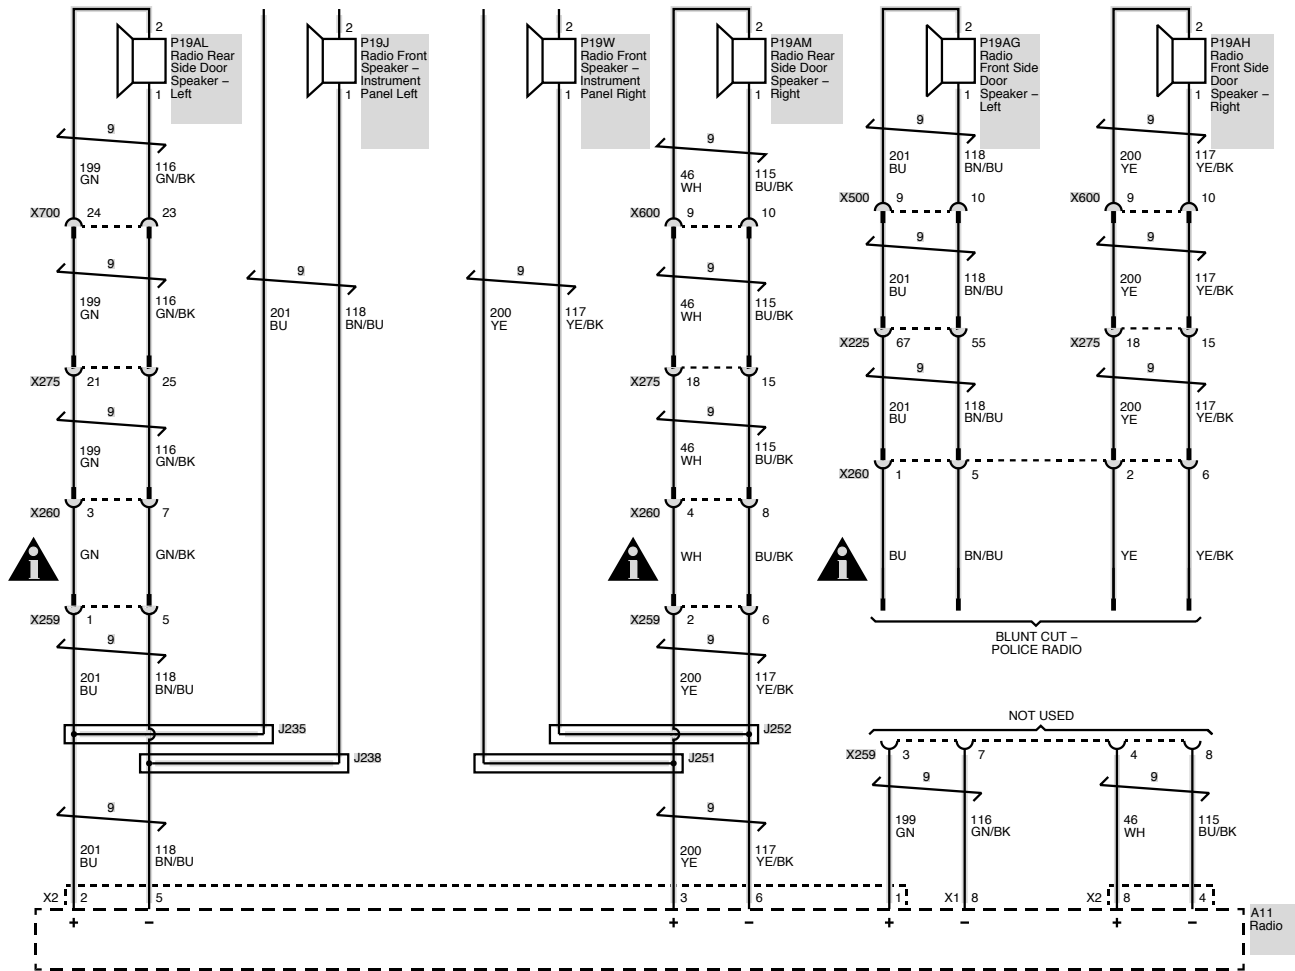 2
P19AL
Radio Rear
Side Door
Speaker –
Left
1
2
P19J
Radio Front
Speaker –
Instrument
Panel Left
1
2
P19W
Radio Front
Speaker –
Instrument
Panel Right
1
2
P19AM
Radio Rear
Side Door
Speaker –
Right
1
2
P19AG
Radio
Front Side
Door
Speaker –
Left
1
2
P19AH
Radio
Front Side
Door
Speaker –
Right
1
9
199
GN
116
GN/BK
9
46
WH
115
BU/BK
9
201
BU
118
BN/BU
9
200
YE
117
YE/BK
X700 24 23
X600 9 10
X500 9 10
X600 9 10
9
199
GN
116
GN/BK
9
201
BU
118
BN/BU
9
200
YE
117
YE/BK
9
46
WH
115
BU/BK
9
201
BU
118
BN/BU
9
200
YE
117
YE/BK
X275 21 25
X275 18 15
X225 67 55
X275 18 15
9
199
GN
116
GN/BK
9
46
WH
115
BU/BK
9
201
BU
118
BN/BU
9
200
YE
117
YE/BK
X260 3 7
X260 4 8
X260 1 5 2 6
i GN GN/BK
i WH BU/BK
i BU BN/BU YE YE/BK
X259 1 5
X259 2 6
BLUNT CUT –
POLICE RADIO
9
201
BU
118
BN/BU
9
200
YE
117
YE/BK
J235
J238
J252
J251
NOT USED
X259 3 7 4 8
9
201
BU
118
BN/BU
9
200
YE
117
YE/BK
9
199
GN
116
GN/BK
9
46
WH
115
BU/BK
X2 2 5 3 6 1 X1 8 X2 8 4
+ – + – + – + –
A11
Radio